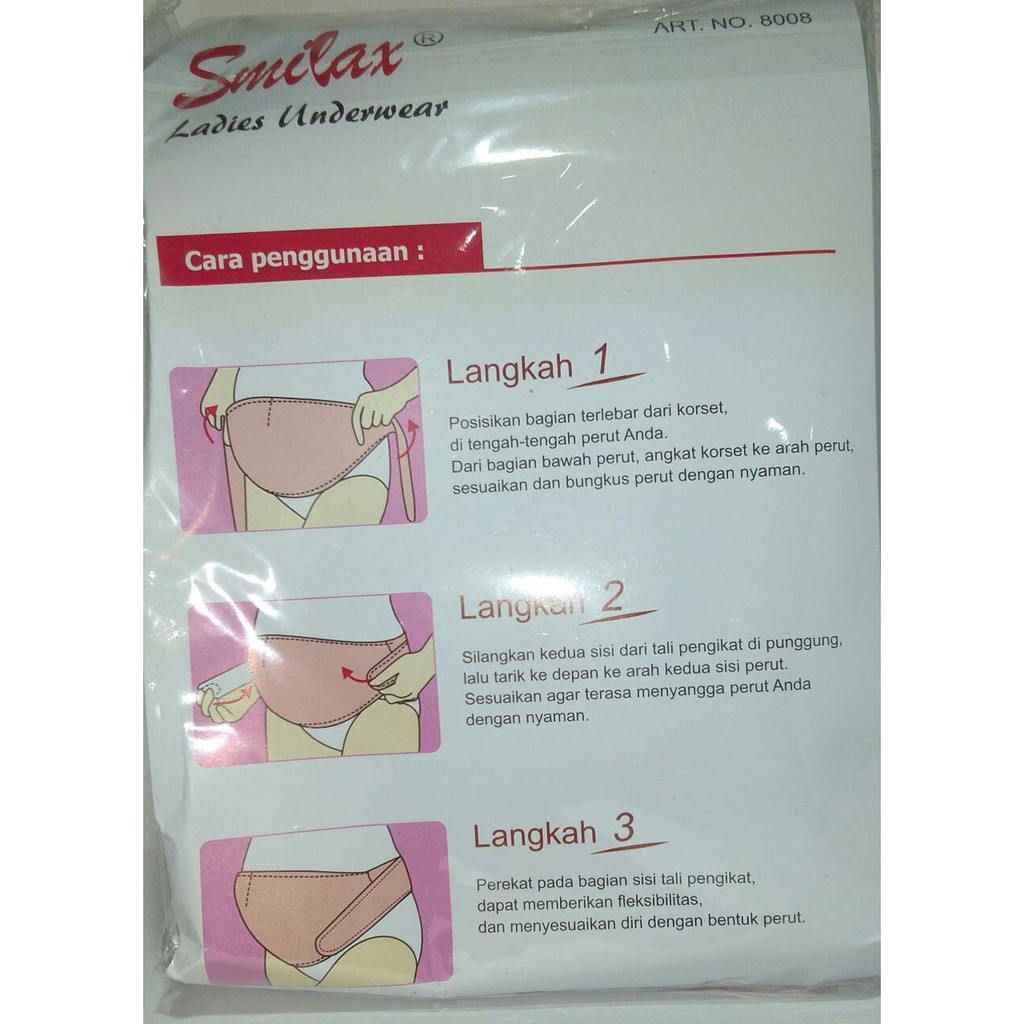 Smilax ®
ART. NO. 8008
Ladies Underwear
Cara penggunaan :
Langkah 1
Posisikan bagian terlebar dari korset,
di tengah-tengah perut Anda.
Dari bagian bawah perut, angkat korset ke arah perut,
sesuaikan dan bungkus perut dengan nyaman.
Langkah 2
Silangkan kedua sisi dari tali pengikat di punggung,
lalu tarik ke depan ke arah kedua sisi perut.
Sesuaikan agar terasa menyangga perut Anda
dengan nyaman.
Langkah 3
Perekat pada bagian sisi tali pengikat,
dapat memberikan fleksibilitas,
dan menyesuaikan diri dengan bentuk perut.